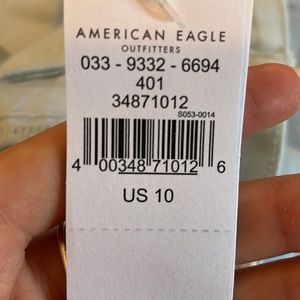 AMERICAN EAGLE
OUTFITTERS
033 - 9332 - 6694
401
34871012
S053-0014
4 00348 71012 6
US 10